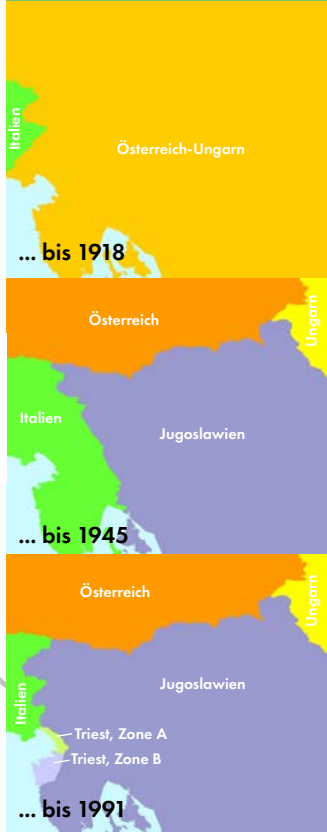 Italien
Österreich-Ungarn
... bis 1918
Österreich
Ungarn
Italien
Jugoslawien
... bis 1945
Österreich
Ungarn
Jugoslawien
Italien
Triest, Zone A
Triest, Zone B
... bis 1991